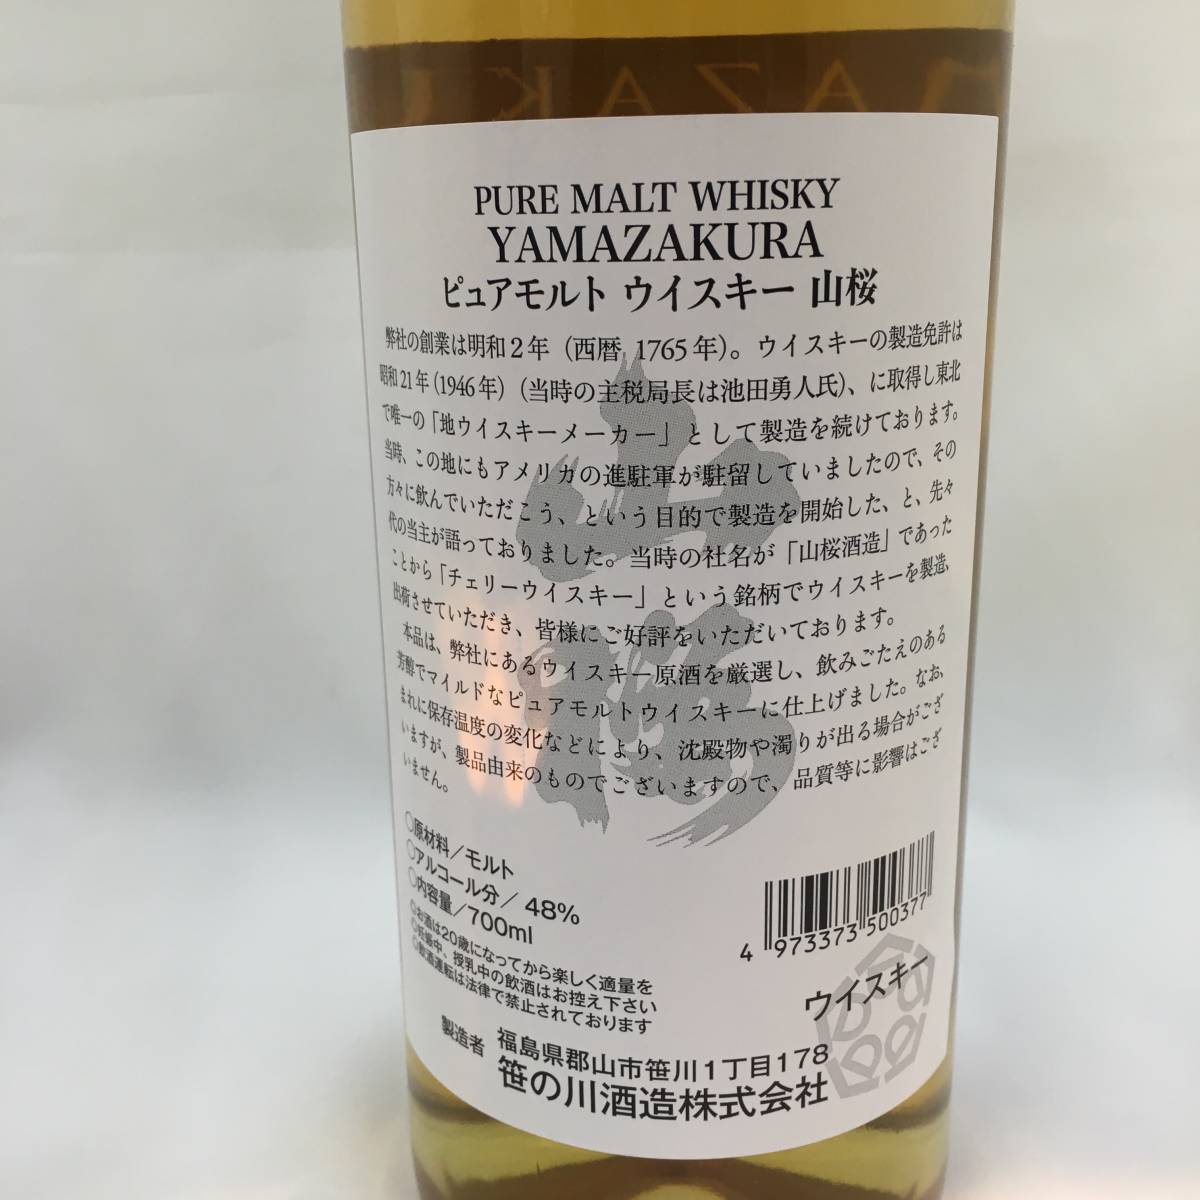 PURE MALT WHISKY
YAMAZAKURA
ピュアモルト ウイスキー 山桜
弊社の創業は明和2年（西暦 1765年）。ウイスキーの製造免許は
昭和21年（1946年）（当時の主税局長は池田勇人氏）、に取得し東北
で唯一の「地ウイスキーメーカー」として製造を続けております。
当時、この地にもアメリカの進駐軍が駐留していましたので、その
方々に飲んでいただこう、という目的で製造を開始した、と、先々
代の当主が語っておりました。当時の社名が「山桜酒造」であった
ことから「チェリーウイスキー」という銘柄でウイスキーを製造、
出荷させていただき、皆様にご好評をいただいております。
本品は、弊社にあるウイスキー原酒を厳選し、飲みごたえのある
芳醇でマイルドなピュアモルトウイスキーに仕上げました。なお、
まれに保存温度の変化などにより、沈殿物や濁りが出る場合がござ
いますが、製品由来のものでございますので、品質等に影響はござ
いません。
山桜
○原材料／モルト
○アルコール分／48%
○内容量／700ml
○お酒は20歳になってから楽しく適量を
○妊娠中、授乳中の飲酒はお控え下さい
○飲酒運転は法律で禁止されております
4 973373 500377
ウイスキー
製造者 福島県郡山市笹川1丁目178
笹の川酒造株式会社